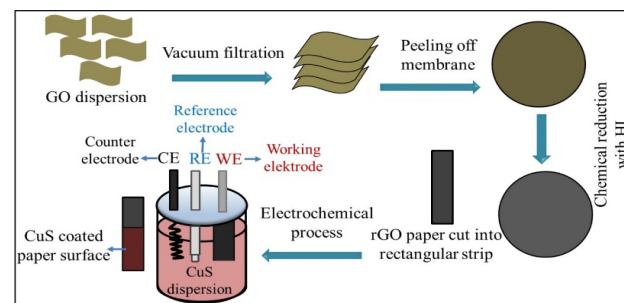 GO dispersion
Vacuum filtration
Peeling off
membrane
Chemical reduction
with HI
rGO paper cut into
rectangular strip
Electrochemical
process
Reference
electrode
Counter
electrode
CE RE WE
Working
elektrode
CuS
dispersion
CuS coated
paper surface